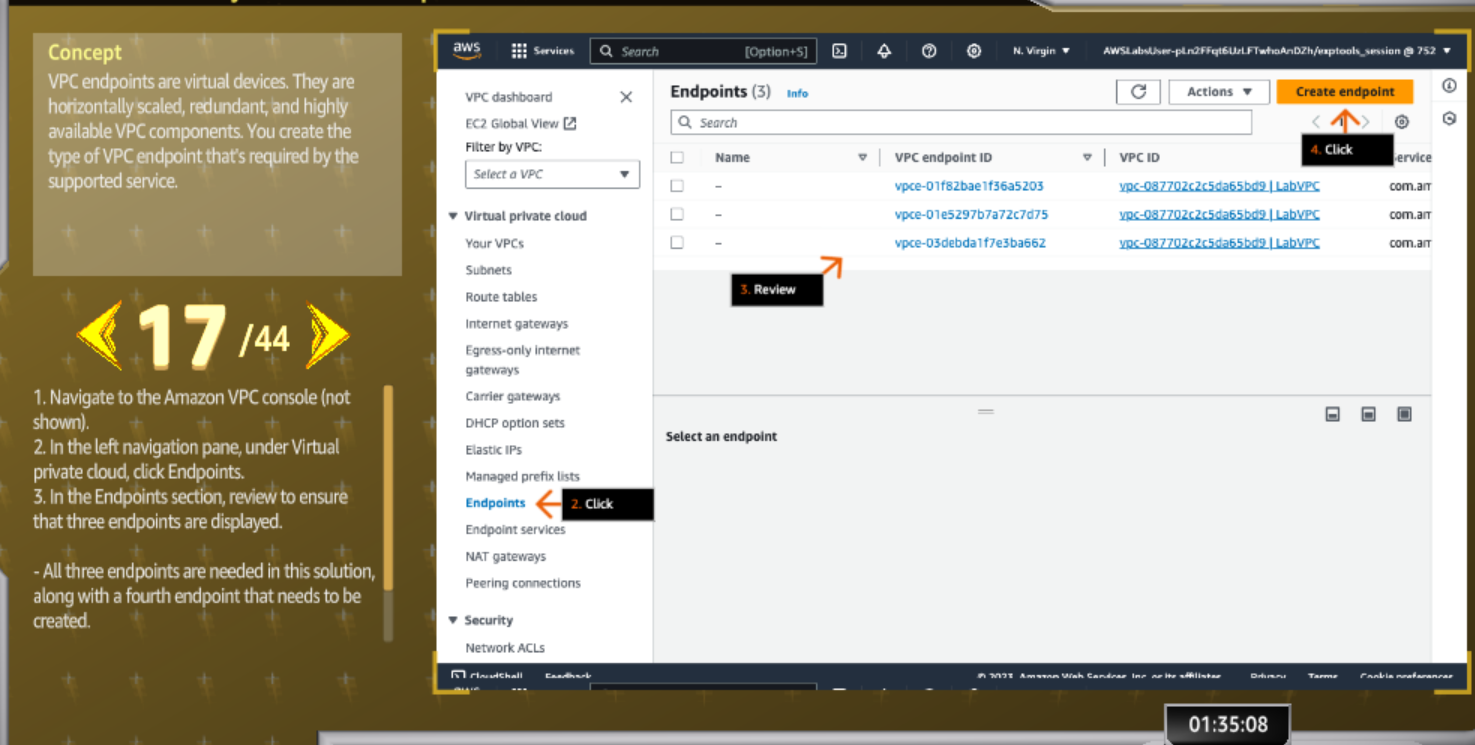 Concept
VPC endpoints are virtual devices. They are
horizontally scaled, redundant, and highly
available VPC components. You create the
type of VPC endpoint that's required by the
supported service.
17 /44
1. Navigate to the Amazon VPC console (not
shown).
2. In the left navigation pane, under Virtual
private cloud, click Endpoints.
3. In the Endpoints section, review to ensure
that three endpoints are displayed.
- All three endpoints are needed in this solution,
along with a fourth endpoint that needs to be
created.
aws Services Search [Option+S] N. Virgin AWSLabsUser-pLn2FFqt6UzLFTwhoAnDZh/exptools_session @ 752
VPC dashboard
EC2 Global View
Filter by VPC:
Select a VPC
Virtual private cloud
Your VPCs
Subnets
Route tables
Internet gateways
Egress-only internet
gateways
Carrier gateways
DHCP option sets
Elastic IPs
Managed prefix lists
Endpoints
2. Click
Endpoint services
NAT gateways
Peering connections
Security
Network ACLs
Endpoints (3) Info Actions Create endpoint
Search
4. Click
Name VPC endpoint ID VPC ID
– vpce-01f82bae1f36a5203 vpc-087702c2c5da65bd9 | LabVPC com.am
– vpce-01e5297b7a72c7d75 vpc-087702c2c5da65bd9 | LabVPC com.am
– vpce-03debda1f7e3ba662 vpc-087702c2c5da65bd9 | LabVPC com.am
3. Review
Select an endpoint
CloudShell Feedback © 2023, Amazon Web Services, Inc. or its affiliates. Privacy Terms Cookie preferences
01:35:08